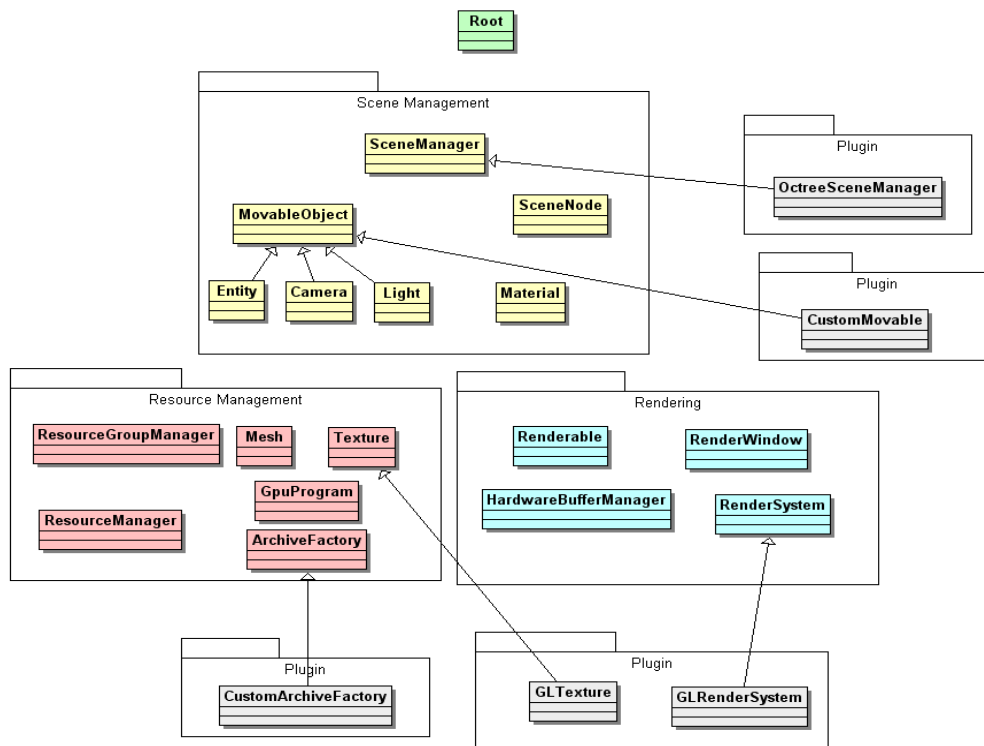 Root
Scene Management
SceneManager
Plugin
OctreeSceneManager
SceneNode
MovableObject
Entity
Camera
Light
Material
Plugin
CustomMovable
Resource Management
ResourceGroupManager
Mesh
Texture
GpuProgram
ResourceManager
ArchiveFactory
Rendering
Renderable
RenderWindow
HardwareBufferManager
RenderSystem
Plugin
CustomArchiveFactory
Plugin
GLTexture
GLRenderSystem